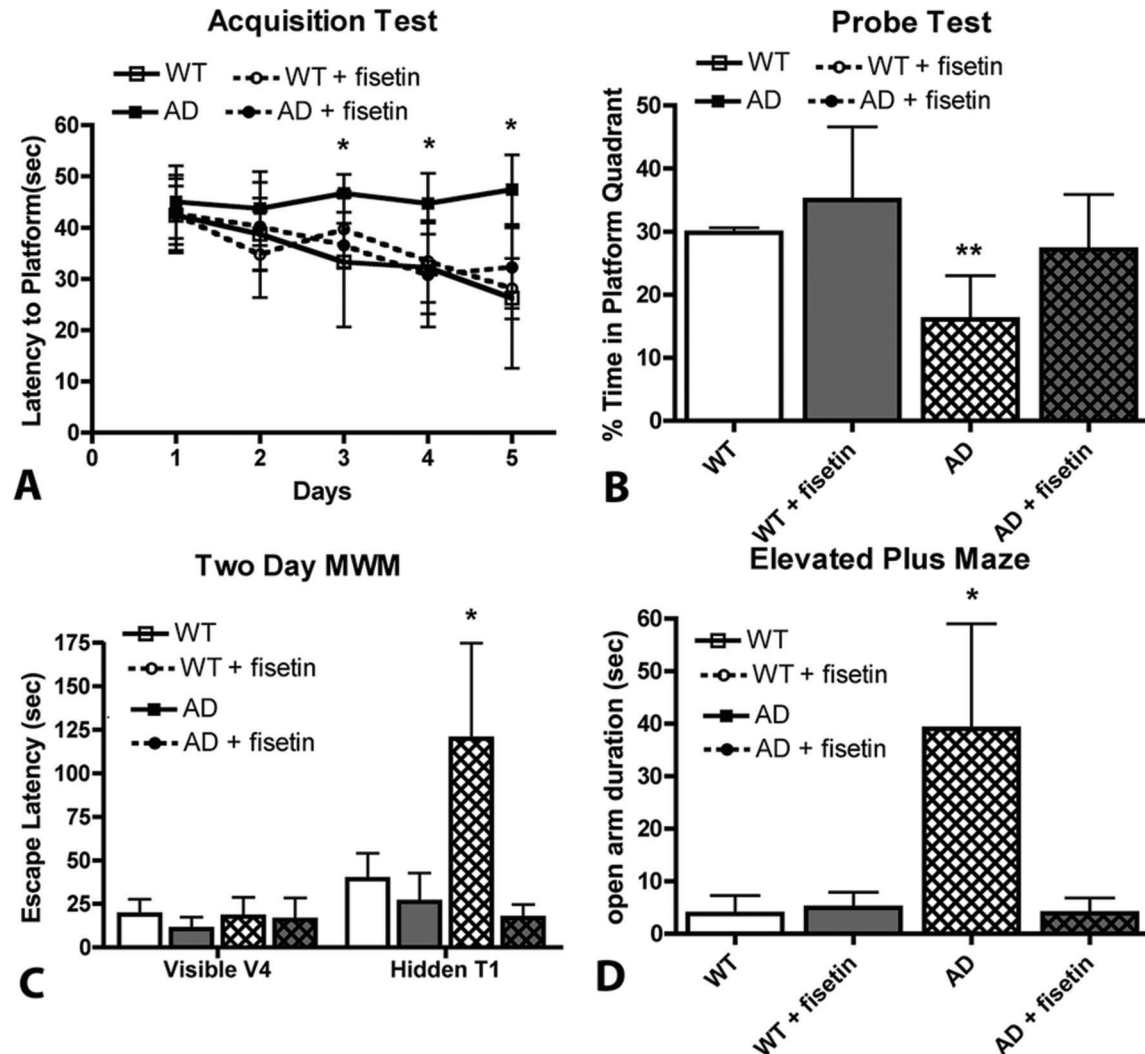 Acquisition Test
WT
WT + fisetin
AD
AD + fisetin
Latency to Platform(sec)
60
50
40
30
20
10
0
* * *
0 1 2 3 4 5
Days
A
Probe Test
WT
WT + fisetin
AD
AD + fisetin
% Time in Platform Quadrant
50
40
30
20
10
0
**
WT
WT + fisetin
AD
AD + fisetin
B
Two Day MWM
WT
WT + fisetin
AD
AD + fisetin
Escape Latency (sec)
175
150
125
100
75
50
25
0
*
Visible V4
Hidden T1
C
Elevated Plus Maze
WT
WT + fisetin
AD
AD + fisetin
open arm duration (sec)
60
50
40
30
20
10
0
*
WT
WT + fisetin
AD
AD + fisetin
D